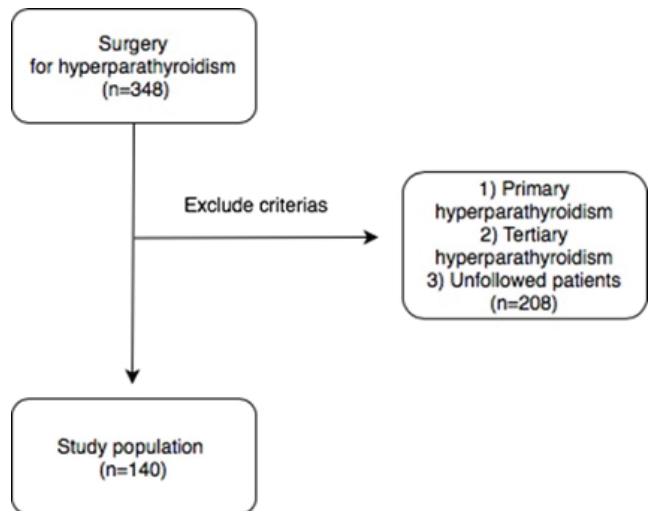 Surgery
for hyperparathyroidism
(n=348)
Exclude criterias
1) Primary
hyperparathyroidism
2) Tertiary
hyperparathyroidism
3) Unfollowed patients
(n=208)
Study population
(n=140)